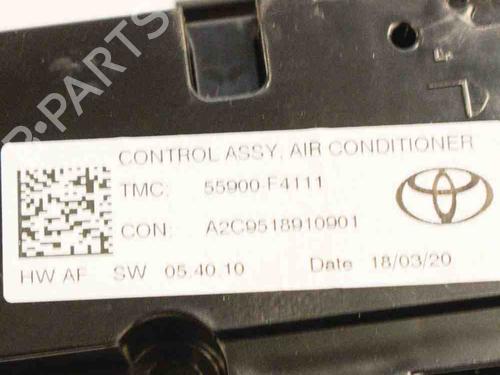 CONTROL ASSY, AIR CONDITIONER
TMC: 55900-F4111
CON: A2C9518910901
HW AF SW 05.40.10 Date 18/03/20
B-PARTS